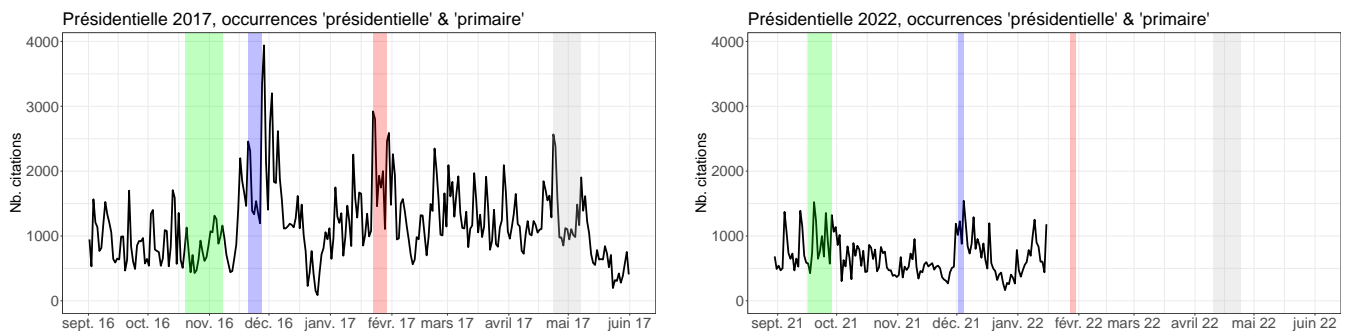 Présidentielle 2017, occurrences 'présidentielle' & 'primaire'
Nb. citations
4000
3000
2000
1000
0
sept. 16 oct. 16 nov. 16 déc. 16 janv. 17 févr. 17 mars 17 avril 17 mai 17 juin 17
Présidentielle 2022, occurrences 'présidentielle' & 'primaire'
Nb. citations
4000
3000
2000
1000
0
sept. 21 oct. 21 nov. 21 déc. 21 janv. 22 févr. 22 mars 22 avril 22 mai 22 juin 22